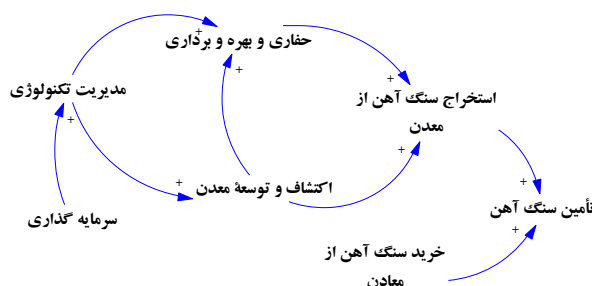 حفاری و بهره و برداری
+
+
مدیریت تکنولوژی
+
استخراج سنگ آهن از
معدن
+
+
+
اکتشاف و توسعهٔ معدن
+
سرمایه گذاری
تأمین سنگ آهن
+
+
خرید سنگ آهن از
معادن